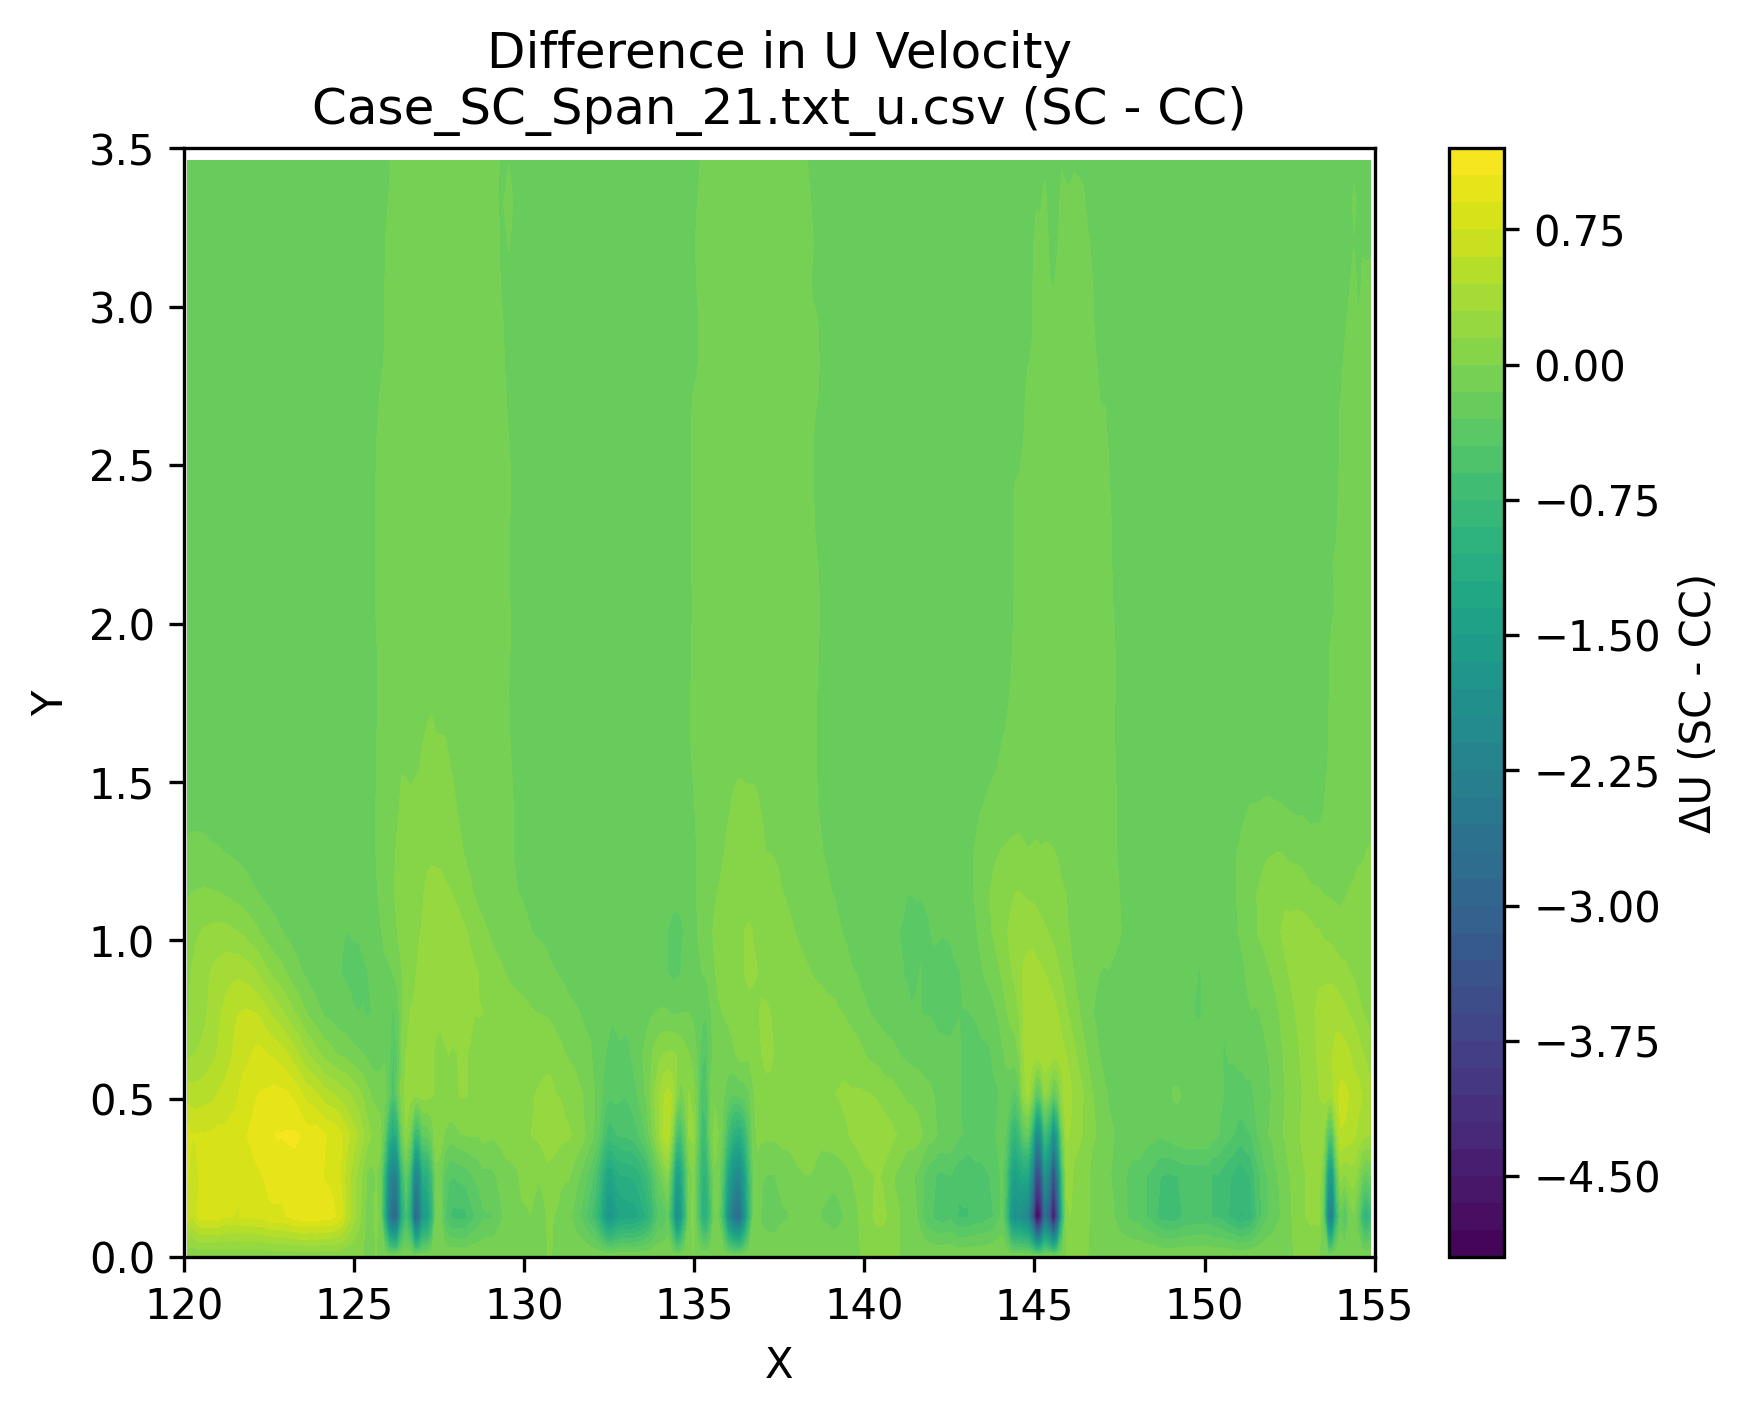 Difference in U Velocity
Case_SC_Span_21.txt_u.csv (SC - CC)
3.5
3.0
2.5
2.0
1.5
1.0
0.5
0.0
Y
120 125 130 135 140 145 150 155
X
0.75
0.00
−0.75
−1.50
−2.25
−3.00
−3.75
−4.50
ΔU (SC - CC)